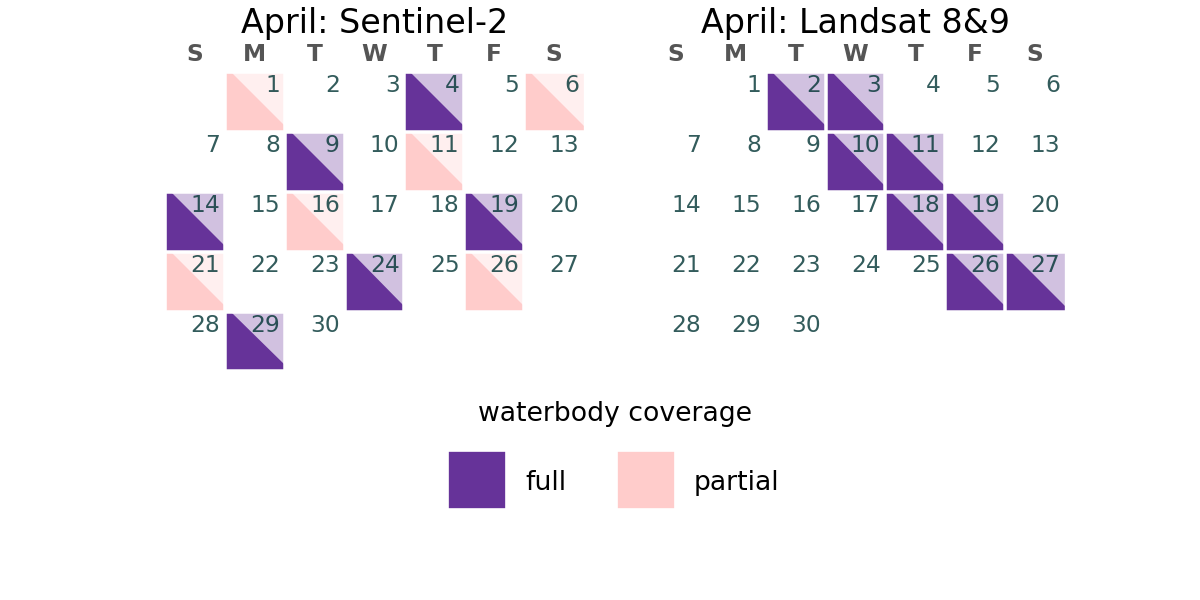 April: Sentinel-2
S M T W T F S
1 2 3 4 5 6
7 8 9 10 11 12 13
14 15 16 17 18 19 20
21 22 23 24 25 26 27
28 29 30
April: Landsat 8&9
S M T W T F S
1 2 3 4 5 6
7 8 9 10 11 12 13
14 15 16 17 18 19 20
21 22 23 24 25 26 27
28 29 30
waterbody coverage
full partial